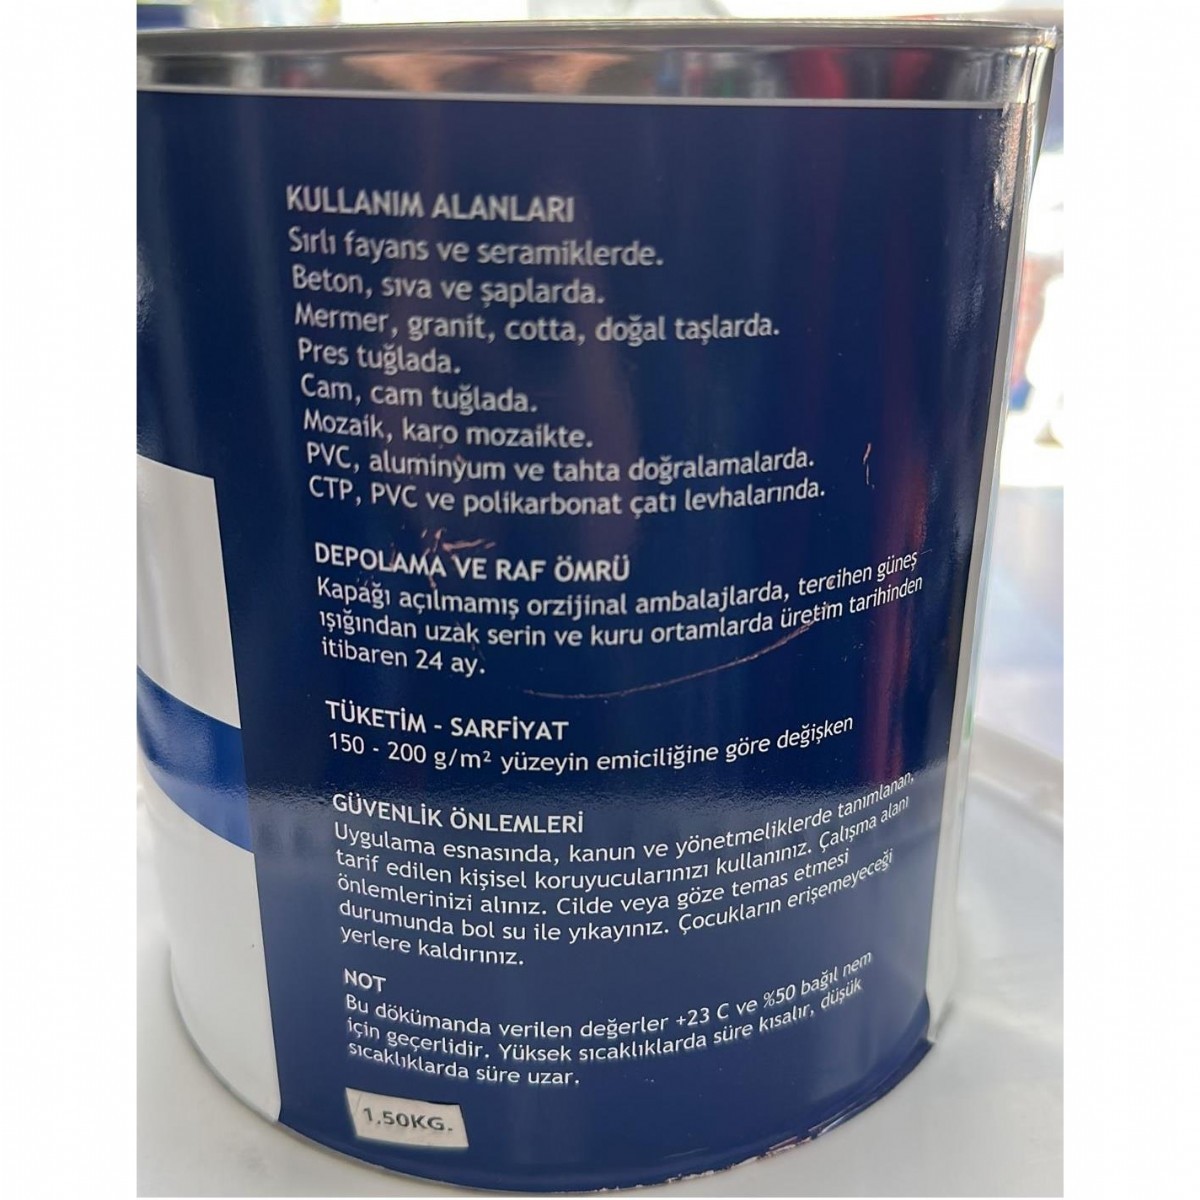 KULLANIM ALANLARI
Sırlı fayans ve seramiklerde.
Beton, sıva ve şaplarda.
Mermer, granit, cotta, doğal taşlarda.
Pres tuğlada.
Cam, cam tuğlada.
Mozaik, karo mozaikte.
PVC, aluminyum ve tahta doğralamalarda.
CTP, PVC ve polikarbonat çatı levhalarında.
DEPOLAMA VE RAF ÖMRÜ
Kapağı açılmamış orzijinal ambalajlarda, tercihen güneş
ışığından uzak serin ve kuru ortamlarda üretim tarihinden
itibaren 24 ay.
TÜKETİM - SARFİYAT
150 - 200 g/m² yüzeyin emiciliğine göre değişken
GÜVENLİK ÖNLEMLERİ
Uygulama esnasında, kanun ve yönetmeliklerde tanımlanan,
tarif edilen kişisel koruyucularınızı kullanınız. Çalışma alanı
önlemlerinizi alınız. Cilde veya göze temas etmesi
durumunda bol su ile yıkayınız. Çocukların erişemeyeceği
yerlere kaldırınız.
NOT
Bu dökümanda verilen değerler +23 C ve %50 bağıl nem
için geçerlidir. Yüksek sıcaklıklarda süre kısalır, düşük
sıcaklıklarda süre uzar.
1.50KG.